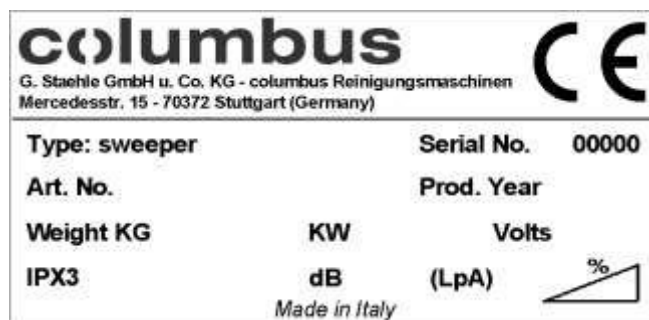 columbus
CE
G. Staehle GmbH u. Co. KG - columbus Reinigungsmaschinen
Mercedesstr. 15 - 70372 Stuttgart (Germany)
Type: sweeper Serial No. 00000
Art. No. Prod. Year
Weight KG KW Volts
IPX3 dB (LpA) %
Made in Italy